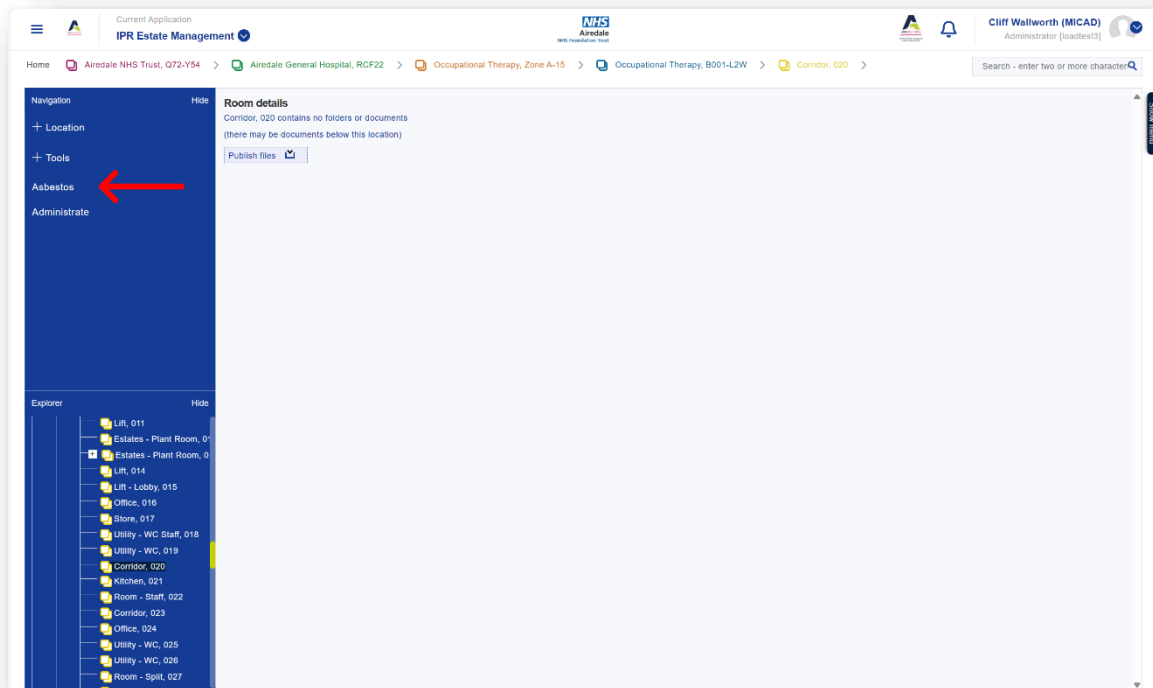 Current Application
IPR Estate Management
NHS
Airedale
NHS Foundation Trust
Cliff Wallworth (MICAD)
Administrator [loadtest3]
Home Airedale NHS Trust, Q72-Y54 > Airedale General Hospital, RCF22 > Occupational Therapy, Zone A-15 > Occupational Therapy, B001-L2W > Corridor, 020 >
Search - enter two or more character
Navigation Hide
+ Location
+ Tools
Asbestos
Administrate
Room details
Corridor, 020 contains no folders or documents
(there may be documents below this location)
Publish files
Show menu
Explorer Hide
Lift, 011
Estates - Plant Room, 01
Estates - Plant Room, 0
Lift, 014
Lift - Lobby, 015
Office, 016
Store, 017
Utility - WC Staff, 018
Utility - WC, 019
Corridor, 020
Kitchen, 021
Room - Staff, 022
Corridor, 023
Office, 024
Utility - WC, 025
Utility - WC, 026
Room - Split, 027